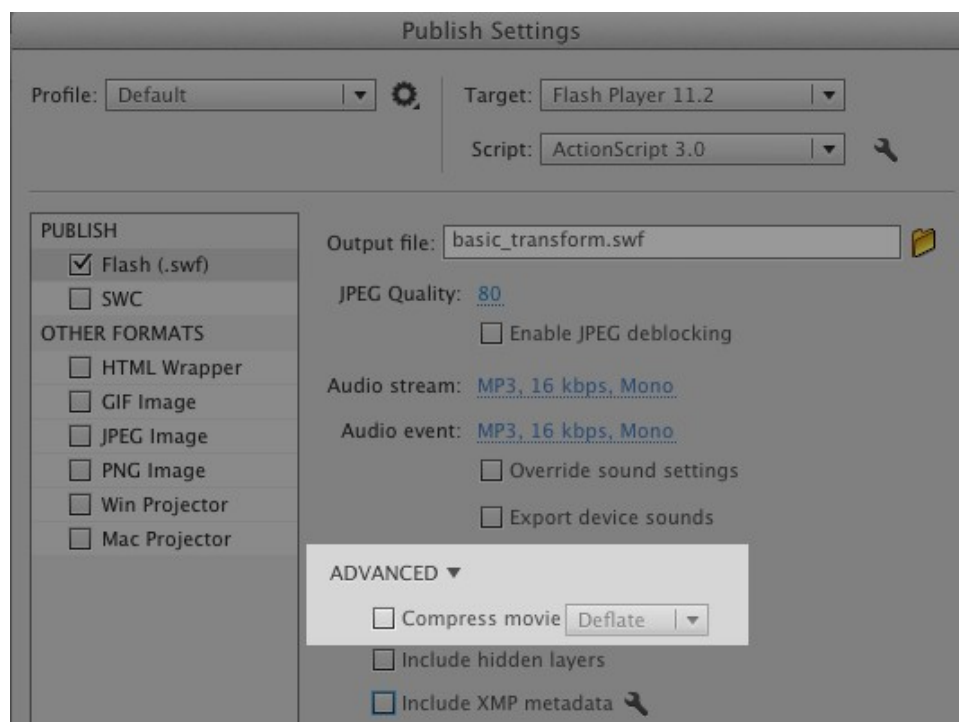 Publish Settings
Profile: Default
Target: Flash Player 11.2
Script: ActionScript 3.0
PUBLISH
Flash (.swf)
SWC
OTHER FORMATS
HTML Wrapper
GIF Image
JPEG Image
PNG Image
Win Projector
Mac Projector
Output file: basic_transform.swf
JPEG Quality: 80
Enable JPEG deblocking
Audio stream: MP3, 16 kbps, Mono
Audio event: MP3, 16 kbps, Mono
Override sound settings
Export device sounds
ADVANCED
Compress movie Deflate
Include hidden layers
Include XMP metadata